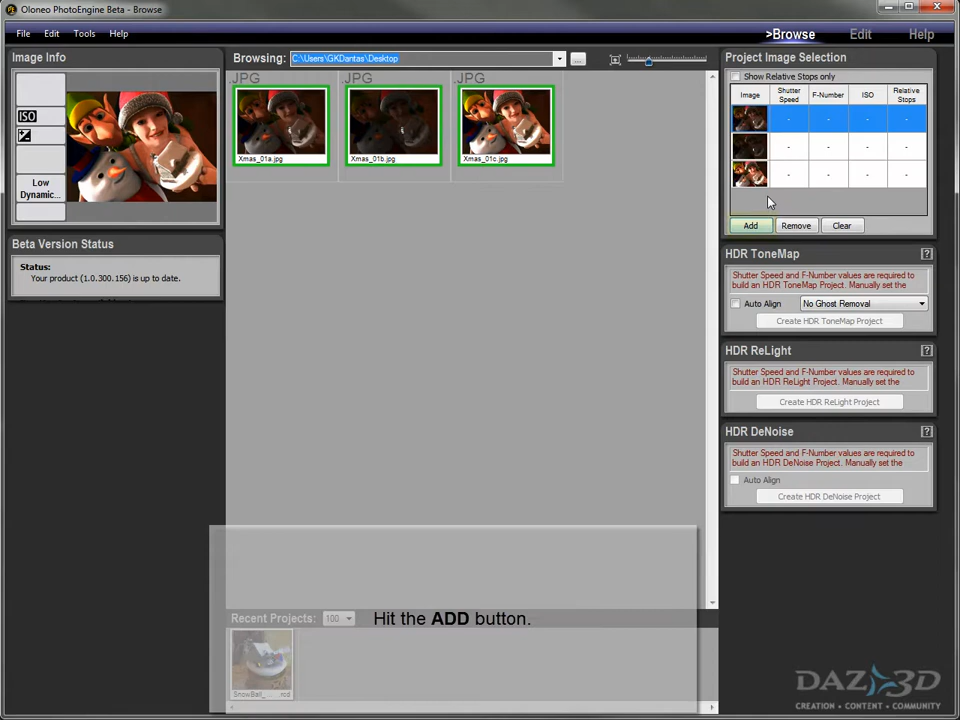 Oloneo PhotoEngine Beta - Browse
File Edit Tools Help
>Browse Edit Help
Image Info
ISO
Low
Dynamic...
Beta Version Status
Status:
Your product (1.0.300.156) is up to date.
Browsing: C:\Users\GKDantas\Desktop ...
.JPG .JPG .JPG
Xmas_01a.jpg Xmas_01b.jpg Xmas_01c.jpg
Project Image Selection
Show Relative Stops only
Image Shutter Speed F-Number ISO Relative Stops
- - - -
- - - -
- - - -
Add Remove Clear
HDR ToneMap ?
Shutter Speed and F-Number values are required to
build an HDR ToneMap Project. Manually set the
Auto Align No Ghost Removal
Create HDR ToneMap Project
HDR ReLight ?
Shutter Speed and F-Number values are required to
build an HDR ReLight Project. Manually set the
Create HDR ReLight Project
HDR DeNoise ?
Shutter Speed and F-Number values are required to
build an HDR DeNoise Project. Manually set the
Auto Align
Create HDR DeNoise Project
Recent Projects: 100
Hit the ADD button.
SnowBall_... .rod
DAZ 3D
CREATION • CONTENT • COMMUNITY